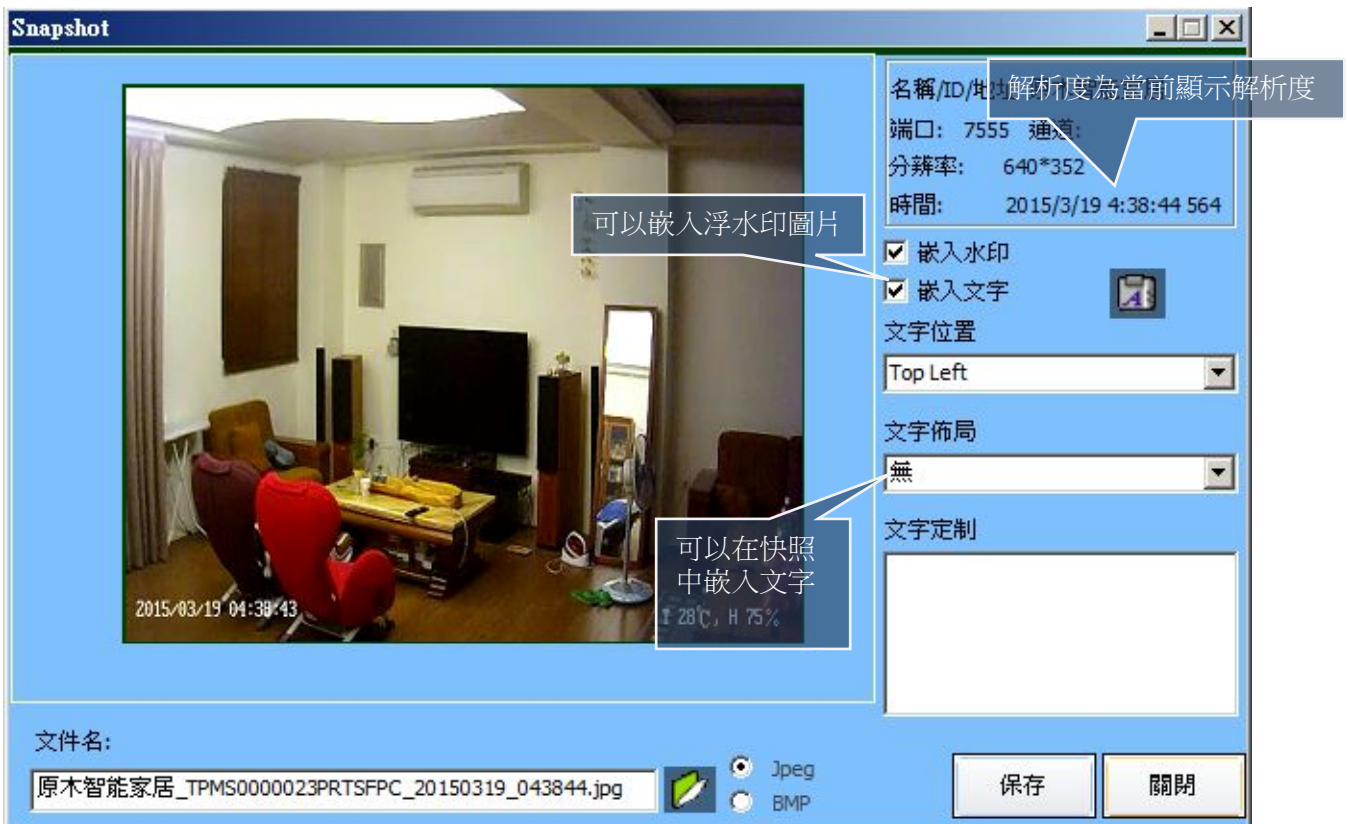 Snapshot
名稱/ID/地址
解析度為當前顯示解析度
端口: 7555 通道:
分辨率: 640*352
時間: 2015/3/19 4:38:44 564
可以嵌入浮水印圖片
嵌入水印
嵌入文字
A
文字位置
Top Left
文字佈局
無
可以在快照
中嵌入文字
文字定制
2015/03/19 04:38:43
28℃, H 75%
文件名:
原木智能家居_TPMS0000023PRTSFPC_20150319_043844.jpg
Jpeg
BMP
保存
關閉